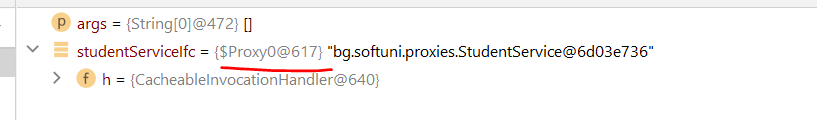 p args = {String[0]@472} []
studentServiceIfc = {$Proxy0@617} "bg.softuni.proxies.StudentService@6d03e736"
f h = {CacheableInvocationHandler@640}